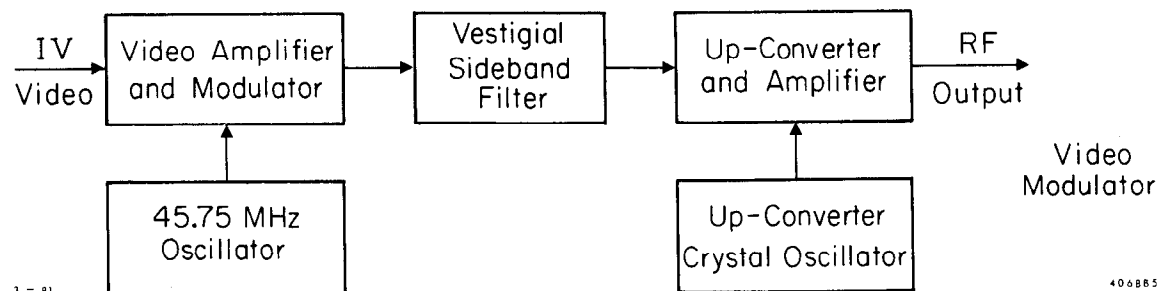 IV
Video
Video Amplifier
and Modulator
Vestigial
Sideband
Filter
Up-Converter
and Amplifier
RF
Output
45.75 MHz
Oscillator
Up-Converter
Crystal Oscillator
Video
Modulator
406BB5